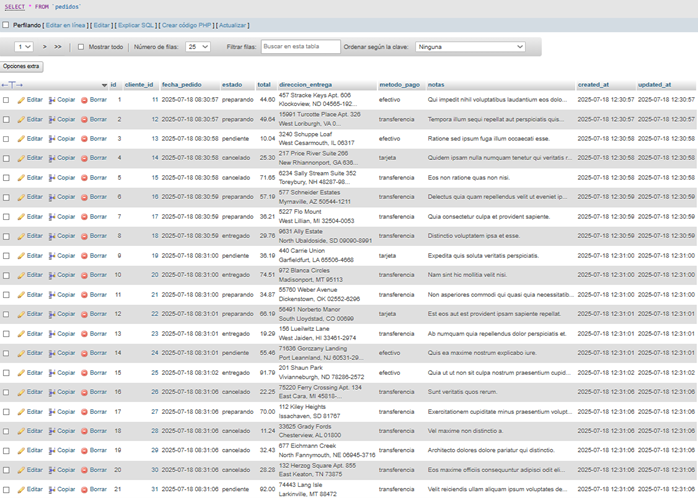 SELECT * FROM `pedidos`
Perfilando [ Editar en línea ] [ Editar ] [ Explicar SQL ] [ Crear código PHP ] [ Actualizar ]
1 > >> Mostrar todo Número de filas: 25 Filtrar filas: Buscar en esta tabla Ordenar según la clave: Ninguna
Opciones extra
←T→ id cliente_id fecha_pedido estado total direccion_entrega metodo_pago notas created_at updated_at
Editar Copiar Borrar 1 11 2025-07-18 08:30:57 preparando 44.60 457 Stracke Keys Apt. 606 efectivo Qui impedit nihil voluptatibus laudantium eos dolo... 2025-07-18 12:30:57 2025-07-18 12:30:57
Klockoview, ND 04565-192...
Editar Copiar Borrar 2 12 2025-07-18 08:30:57 preparando 49.64 15991 Turcotte Place Apt. 326 transferencia Tempora illum sequi repellat aut perspiciatis quis... 2025-07-18 12:30:57 2025-07-18 12:30:57
West Loriburgh, VA 0...
Editar Copiar Borrar 3 13 2025-07-18 08:30:58 pendiente 10.04 3240 Schuppe Loaf efectivo Ratione sed ipsum fuga illum occaecati esse. 2025-07-18 12:30:58 2025-07-18 12:30:58
West Cesarmouth, IL 06317
Editar Copiar Borrar 4 14 2025-07-18 08:30:58 cancelado 25.30 217 Price River Suite 266 tarjeta Quidem ipsam nulla numquam tenetur qui veritatis r... 2025-07-18 12:30:58 2025-07-18 12:30:58
New Rhiannonport, GA 636...
Editar Copiar Borrar 5 15 2025-07-18 08:30:58 cancelado 71.65 6234 Sally Stream Suite 352 transferencia Eos non ratione quas non nisi. 2025-07-18 12:30:58 2025-07-18 12:30:58
Toreybury, NH 48287-98...
Editar Copiar Borrar 6 16 2025-07-18 08:30:59 preparando 57.19 577 Schneider Estates transferencia Delectus quia quam repellendus velit ut eveniet ip... 2025-07-18 12:30:59 2025-07-18 12:30:59
Myrnaville, AZ 50544-1211
Editar Copiar Borrar 7 17 2025-07-18 08:30:59 preparando 36.21 5227 Flo Mount transferencia Quia consectetur culpa et provident sapiente. 2025-07-18 12:30:59 2025-07-18 12:30:59
West Lillian, MI 32504-0053
Editar Copiar Borrar 8 18 2025-07-18 08:30:59 entregado 29.76 9631 Ally Estate transferencia Distinctio voluptatem ipsa et esse. 2025-07-18 12:30:59 2025-07-18 12:30:59
North Ubaldoside, SD 09090-8991
Editar Copiar Borrar 9 19 2025-07-18 08:31:00 pendiente 36.19 440 Carrie Union tarjeta Expedita quis soluta veritatis perspiciatis. 2025-07-18 12:31:00 2025-07-18 12:31:00
Garfieldfurt, LA 65506-4668
Editar Copiar Borrar 10 20 2025-07-18 08:31:00 entregado 74.51 972 Blanca Circles transferencia Nam sint hic mollitia velit nisi. 2025-07-18 12:31:00 2025-07-18 12:31:00
Madisonport, MT 96113
Editar Copiar Borrar 11 21 2025-07-18 08:31:00 preparando 34.87 55760 Weber Avenue transferencia Non asperiores commodi qui quasi quia necessitatib... 2025-07-18 12:31:00 2025-07-18 12:31:00
Dickenstown, OK 02552-6296
Editar Copiar Borrar 12 22 2025-07-18 08:31:01 preparando 66.19 56491 Norberto Manor tarjeta Est eos aut est provident ipsam sapiente repellat. 2025-07-18 12:31:01 2025-07-18 12:31:01
South Lloydstad, CO 00699
Editar Copiar Borrar 13 23 2025-07-18 08:31:01 entregado 19.29 156 Lueilwitz Lane transferencia Ab numquam quia repellendus dolor perspiciatis et. 2025-07-18 12:31:01 2025-07-18 12:31:01
West Jaiden, HI 33461-2974
Editar Copiar Borrar 14 24 2025-07-18 08:31:01 pendiente 55.46 71636 Gorczany Landing efectivo Quis ea maxime nostrum explicabo iure. 2025-07-18 12:31:01 2025-07-18 12:31:01
Port Leannland, NJ 60531-29...
Editar Copiar Borrar 15 25 2025-07-18 08:31:02 entregado 91.79 201 Shaun Park efectivo Quia ut ut non sit culpa nostrum praesentium cupid... 2025-07-18 12:31:02 2025-07-18 12:31:02
Vivianneburgh, ND 78286-2572
Editar Copiar Borrar 16 26 2025-07-18 08:31:06 cancelado 22.25 75220 Ferry Crossing Apt. 134 transferencia Sunt veritatis quos rerum. 2025-07-18 12:31:06 2025-07-18 12:31:06
East Cara, MI 45818-...
Editar Copiar Borrar 17 27 2025-07-18 08:31:06 preparando 70.00 112 Kiley Heights transferencia Exercitationem cupiditate minus praesentium volupt... 2025-07-18 12:31:06 2025-07-18 12:31:06
Issachaven, SD 81767
Editar Copiar Borrar 18 28 2025-07-18 08:31:06 cancelado 11.24 33625 Grady Fords transferencia Vel maxime non distinctio a. 2025-07-18 12:31:06 2025-07-18 12:31:06
Chesterview, AL 01800
Editar Copiar Borrar 19 29 2025-07-18 08:31:06 cancelado 32.43 677 Eichmann Creek transferencia Architecto dolores dolore pariatur qui distinctio. 2025-07-18 12:31:06 2025-07-18 12:31:06
North Fannymouth, NE 06945-3716
Editar Copiar Borrar 20 30 2025-07-18 08:31:06 cancelado 28.28 132 Herzog Square Apt. 855 transferencia Eos maxime officiis consequuntur adipisci odit eli... 2025-07-18 12:31:06 2025-07-18 12:31:06
East Keaton, TN 73875
Editar Copiar Borrar 21 31 2025-07-18 08:31:06 pendiente 92.00 74443 Lang Isle transferencia Velit reiciendis ullam aliquam ipsum voluptates de... 2025-07-18 12:31:06 2025-07-18 12:31:06
Larkinville, MT 88472